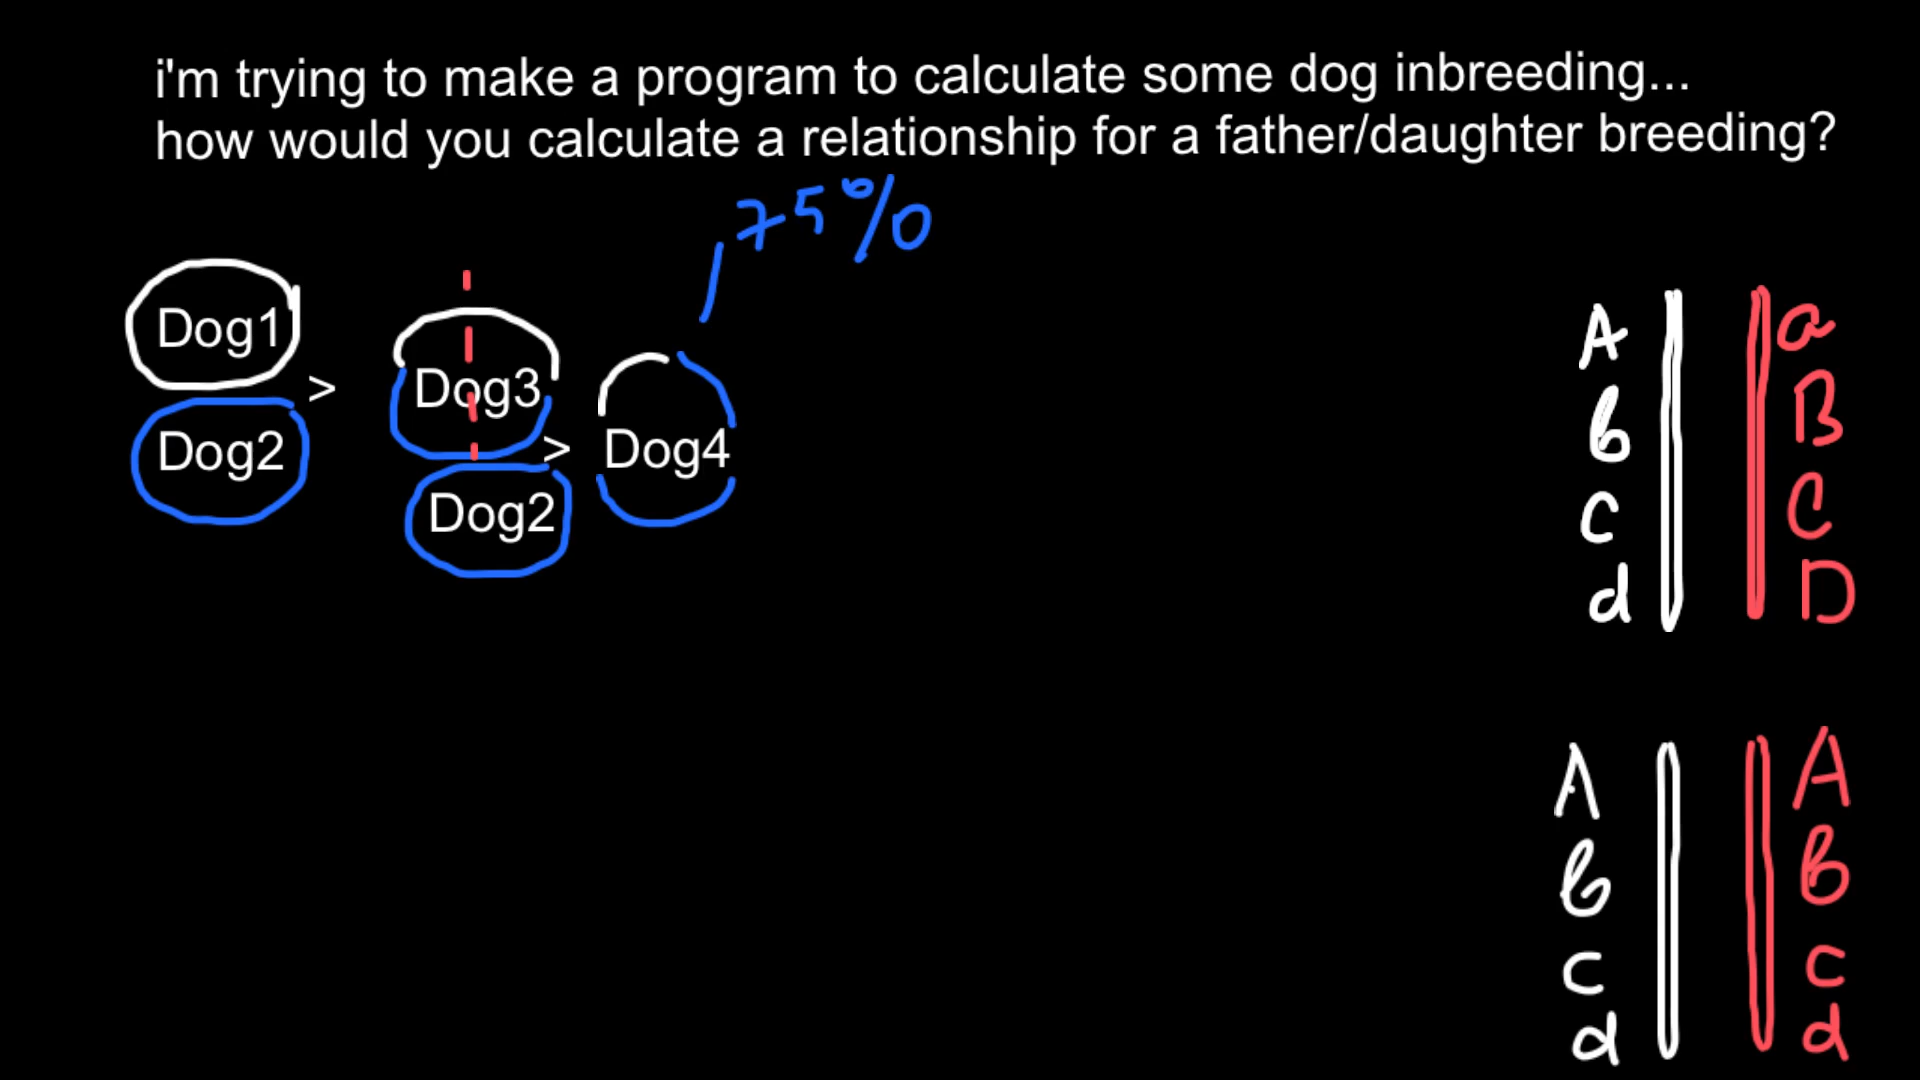 i'm trying to make a program to calculate some dog inbreeding...
how would you calculate a relationship for a father/daughter breeding?
75%
Dog1
>
Dog2
Dog3
>
Dog2
Dog4
A a
b B
c C
d D
A A
b b
c c
d d